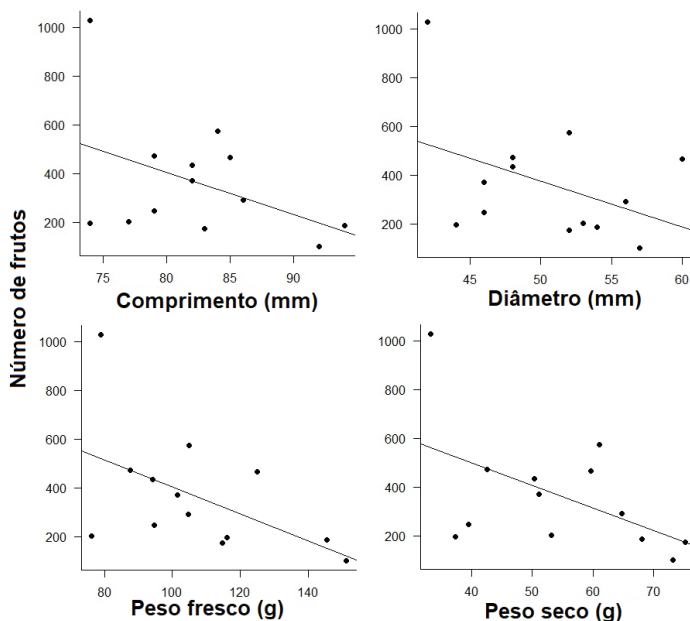 Número de frutos
1000
800
600
400
200
75 80 85 90
Comprimento (mm)
1000
800
600
400
200
45 50 55 60
Diâmetro (mm)
1000
800
600
400
200
80 100 120 140
Peso fresco (g)
1000
800
600
400
200
40 50 60 70
Peso seco (g)